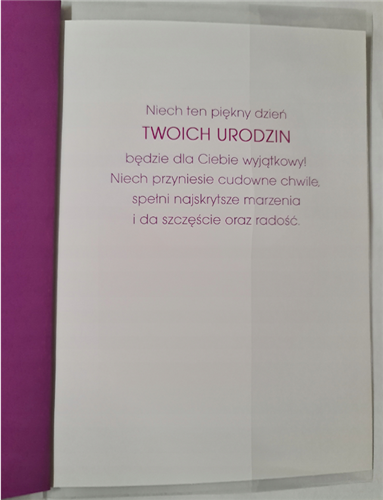 Niech ten piękny dzień
TWOICH URODZIN
będzie dla Ciebie wyjątkowy!
Niech przyniesie cudowne chwile,
spełni najskrytsze marzenia
i da szczęście oraz radość.